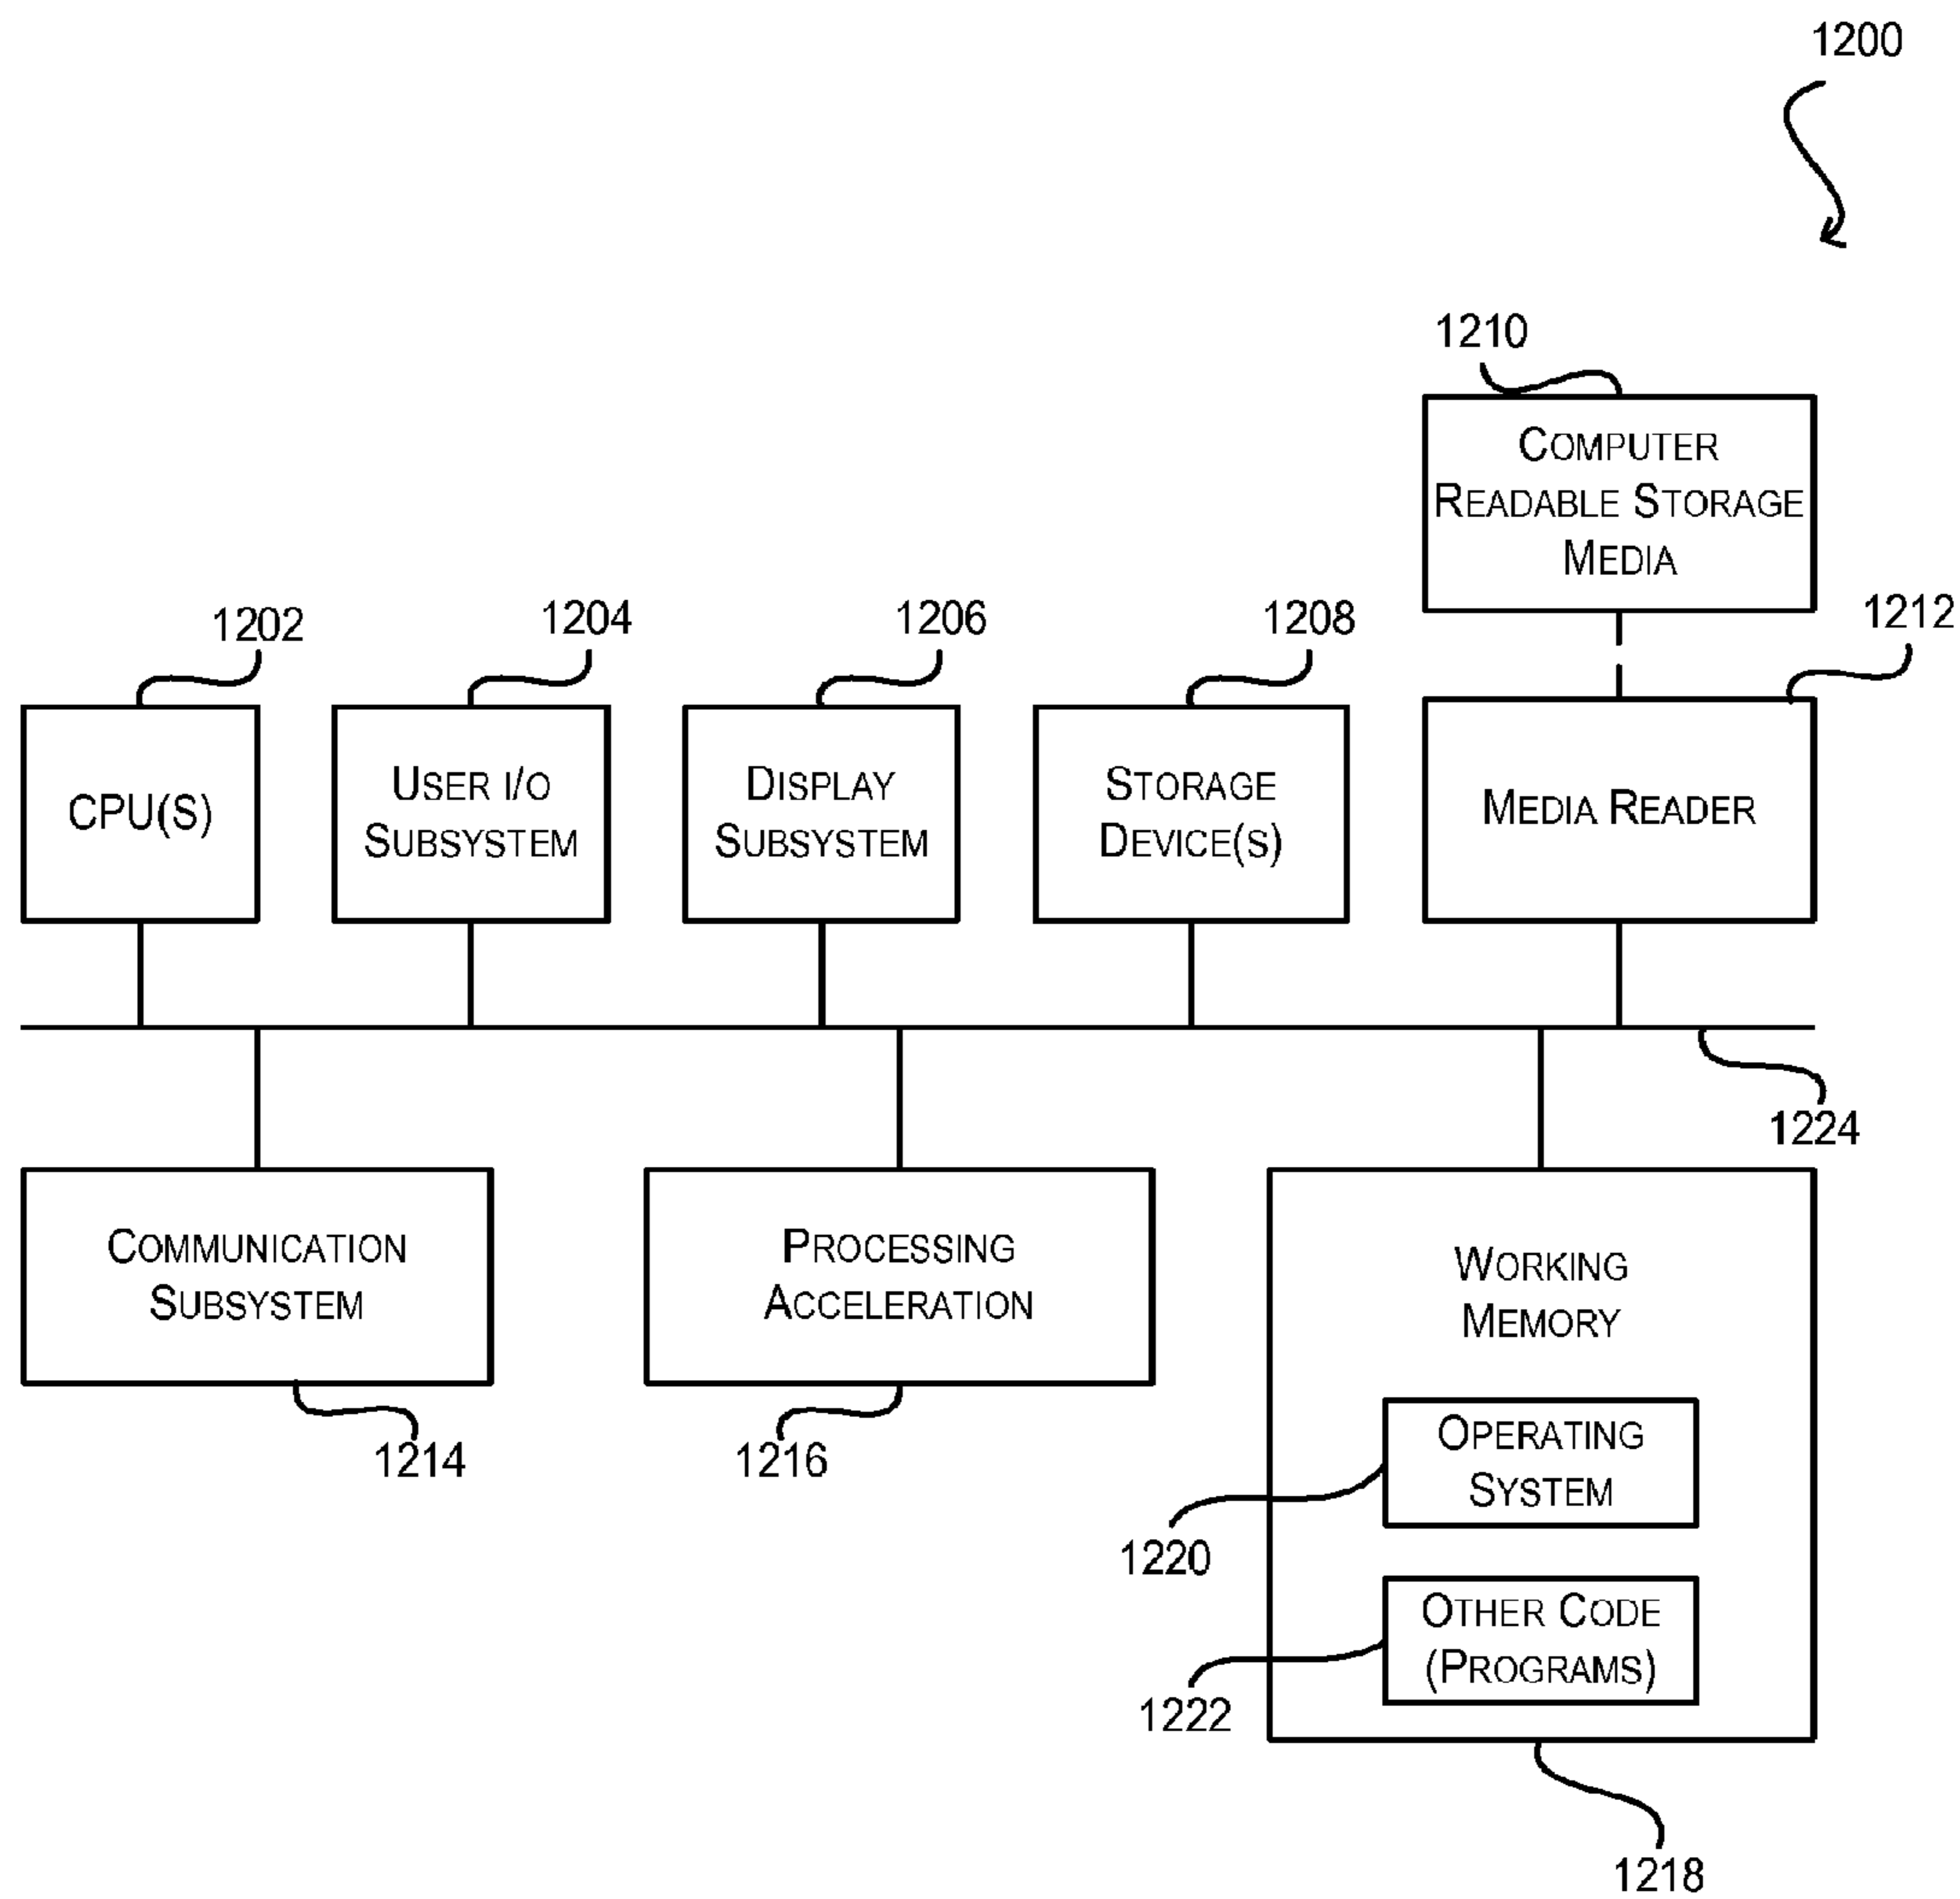 1200
1210
COMPUTER
READABLE STORAGE
MEDIA
1202
1204
1206
1208
1212
CPU(S)
USER I/O
SUBSYSTEM
DISPLAY
SUBSYSTEM
STORAGE
DEVICE(S)
MEDIA READER
1224
COMMUNICATION
SUBSYSTEM
PROCESSING
ACCELERATION
WORKING
MEMORY
1214
1216
OPERATING
SYSTEM
1220
OTHER CODE
(PROGRAMS)
1222
1218